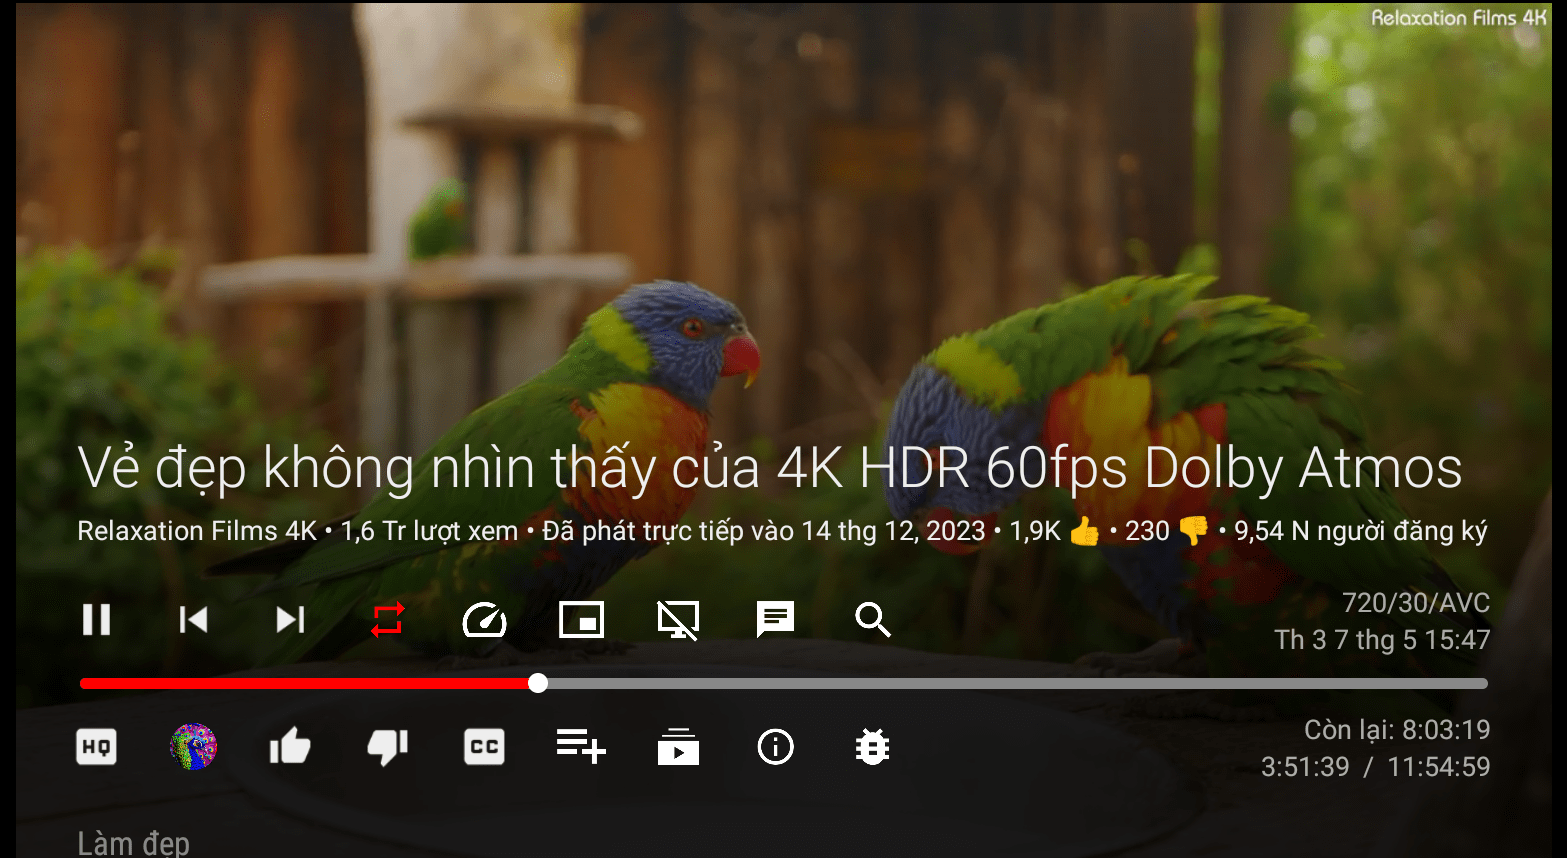 Relaxation Films 4K
Vẻ đẹp không nhìn thấy của 4K HDR 60fps Dolby Atmos
Relaxation Films 4K • 1,6 Tr lượt xem • Đã phát trực tiếp vào 14 thg 12, 2023 • 1,9K 👍 • 230 👎 • 9,54 N người đăng ký
720/30/AVC
Th 3 7 thg 5 15:47
HQ
CC
Còn lại: 8:03:19
3:51:39 / 11:54:59
Làm đẹp